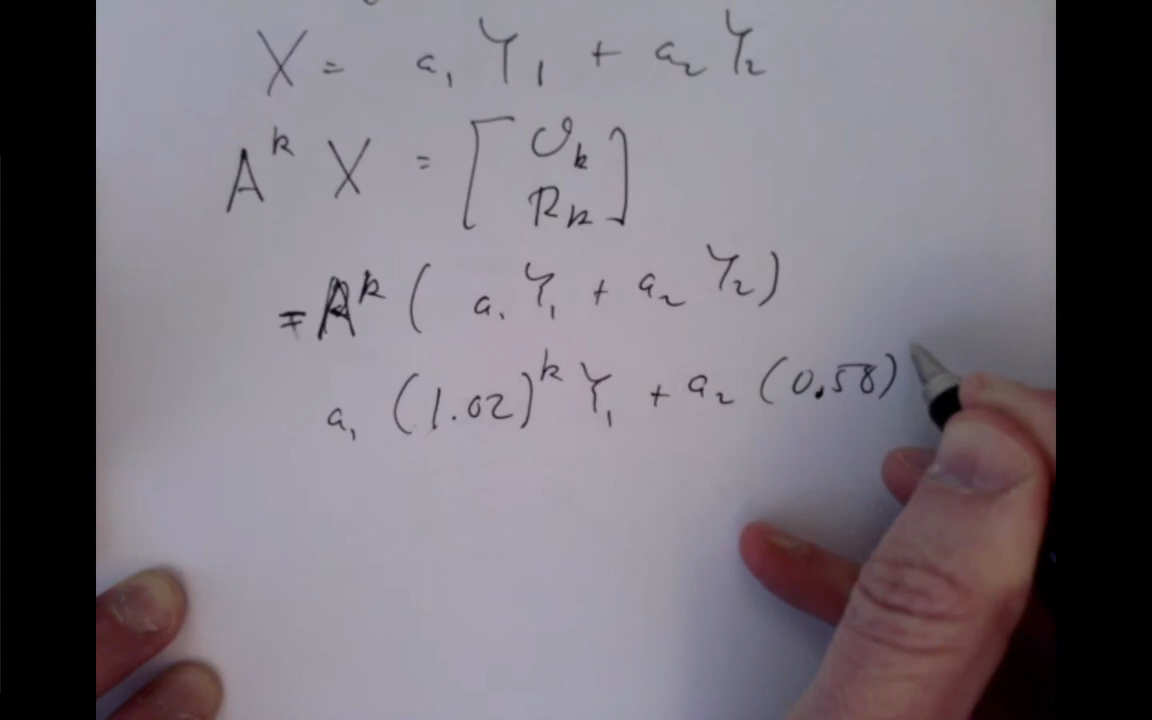 X = a₁ Y₁ + a₂ Y₂
Aᵏ X = [ Oₖ
Rₖ ]
= Aᵏ ( a₁ Y₁ + a₂ Y₂ )
a₁ (1.02)ᵏ Y₁ + a₂ (0.58)